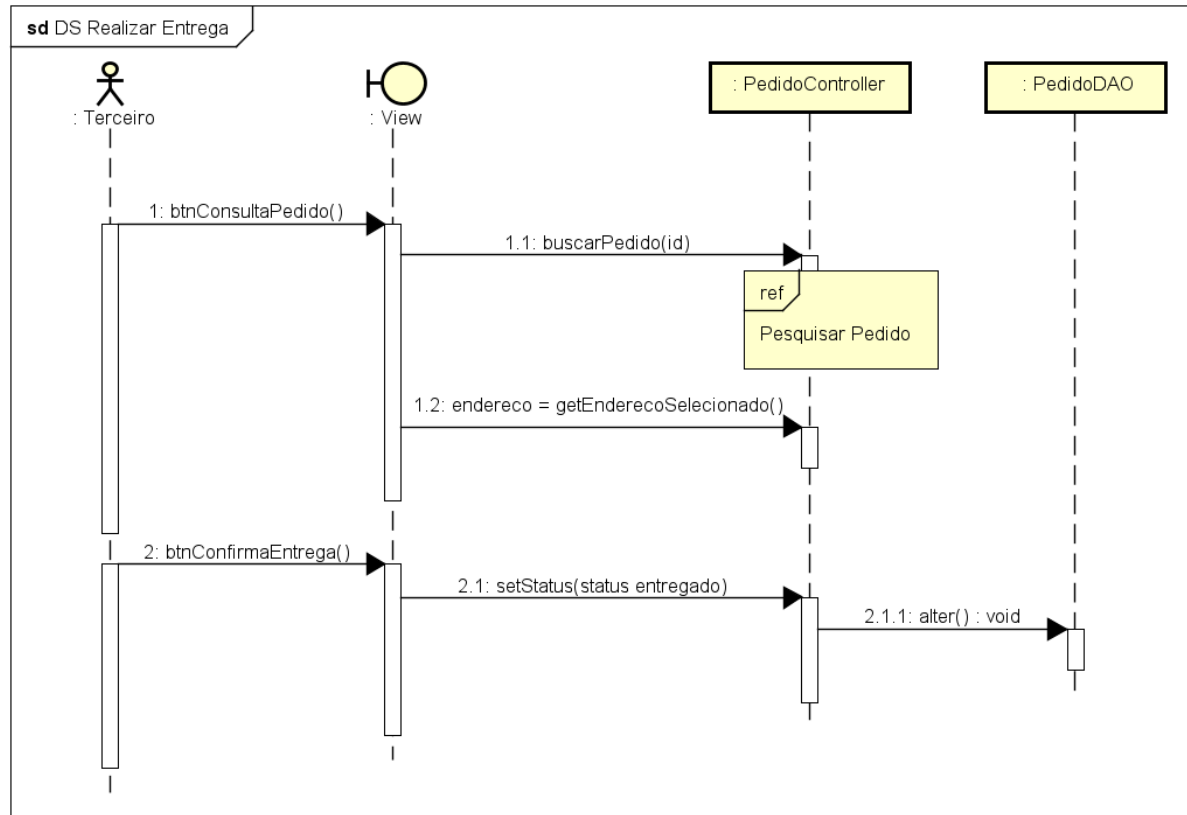 sd DS Realizar Entrega
: Terceiro
: View
: PedidoController
: PedidoDAO
1: btnConsultaPedido()
1.1: buscarPedido(id)
ref
Pesquisar Pedido
1.2: endereco = getEnderecoSelecionado()
2: btnConfirmaEntrega()
2.1: setStatus(status entregado)
2.1.1: alter() : void